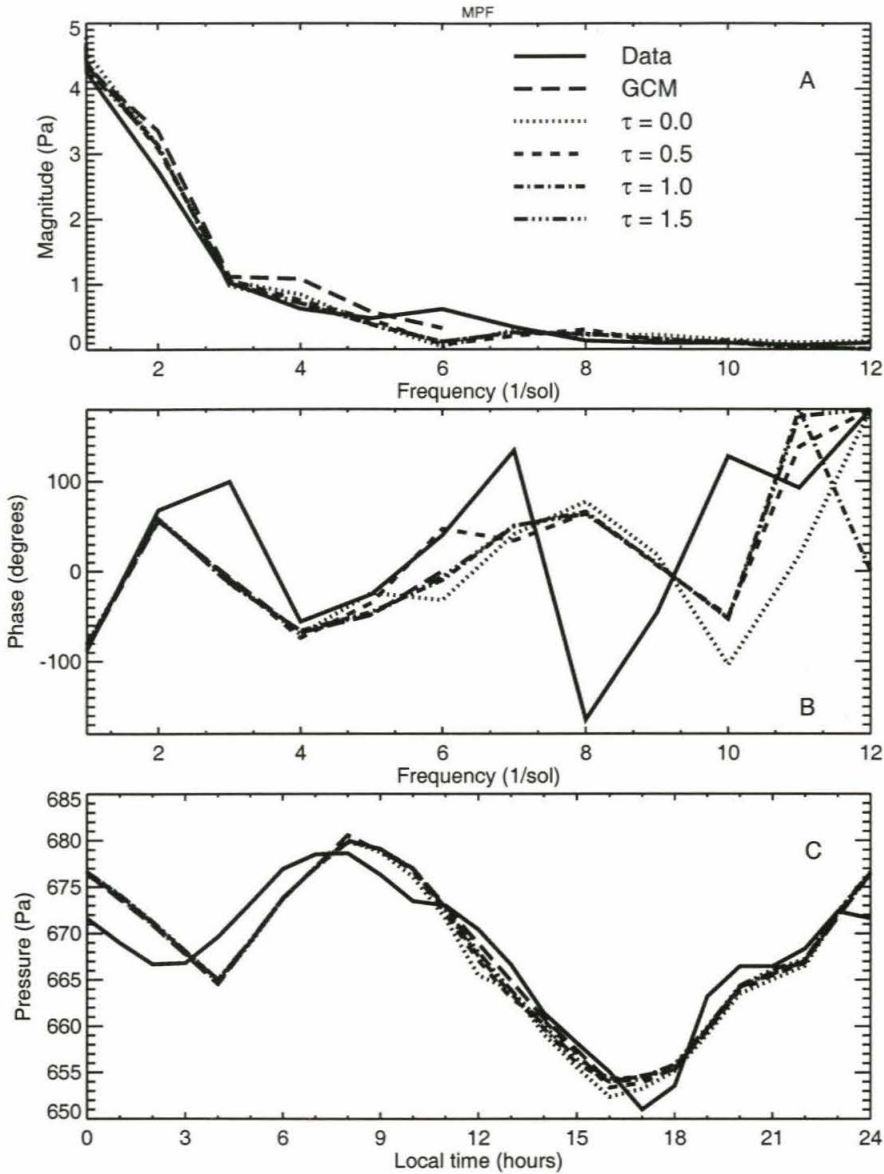 MPF
5
4
3
2
1
0
Magnitude (Pa)
Data
GCM
τ = 0.0
τ = 0.5
τ = 1.0
τ = 1.5
A
2 4 6 8 10 12
Frequency (1/sol)
100
0
-100
Phase (degrees)
B
2 4 6 8 10 12
Frequency (1/sol)
685
680
675
670
665
660
655
650
Pressure (Pa)
C
0 3 6 9 12 15 18 21 24
Local time (hours)